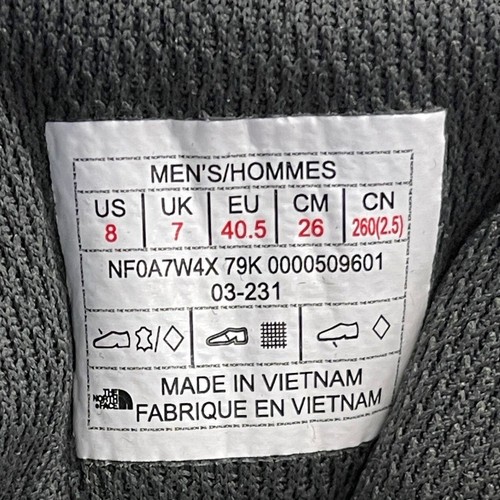 MEN'S/HOMMES
US UK EU CM CN
8 7 40.5 26 260(2.5)
NF0A7W4X 79K 0000509601
03-231
MADE IN VIETNAM
THE NORTH FACE
FABRIQUE EN VIETNAM